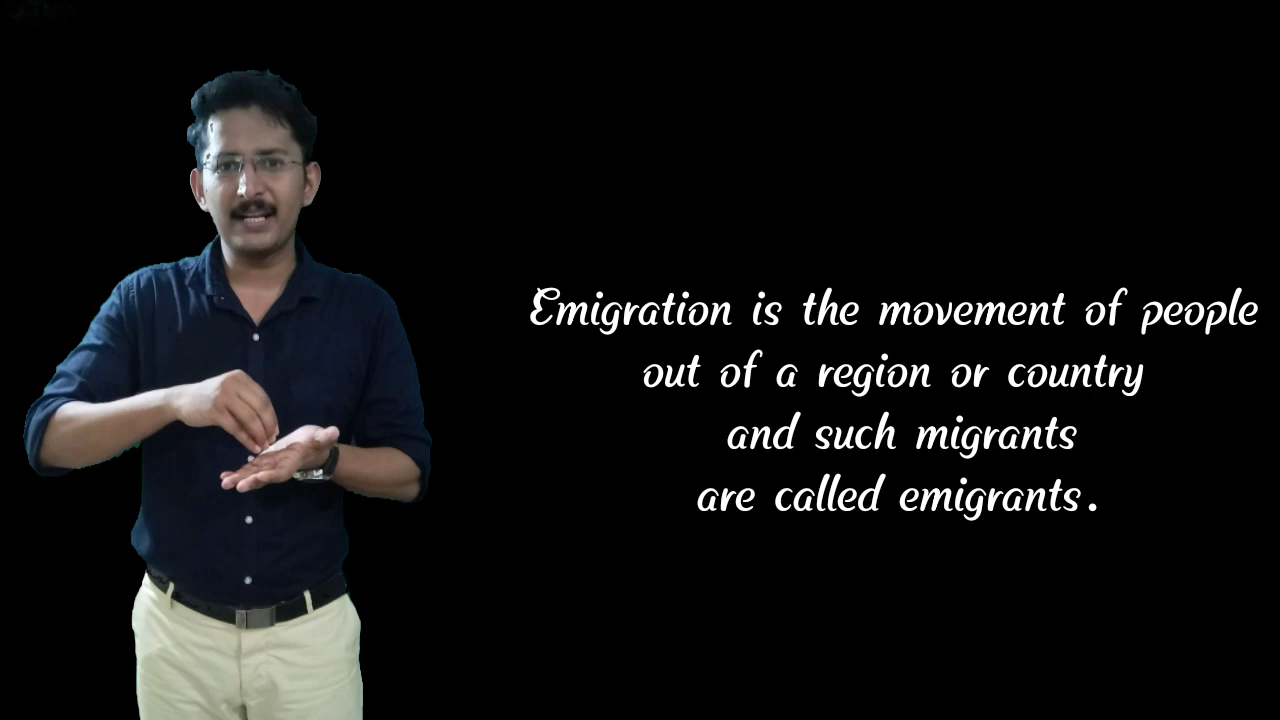 Emigration is the movement of people
out of a region or country
and such migrants
are called emigrants.